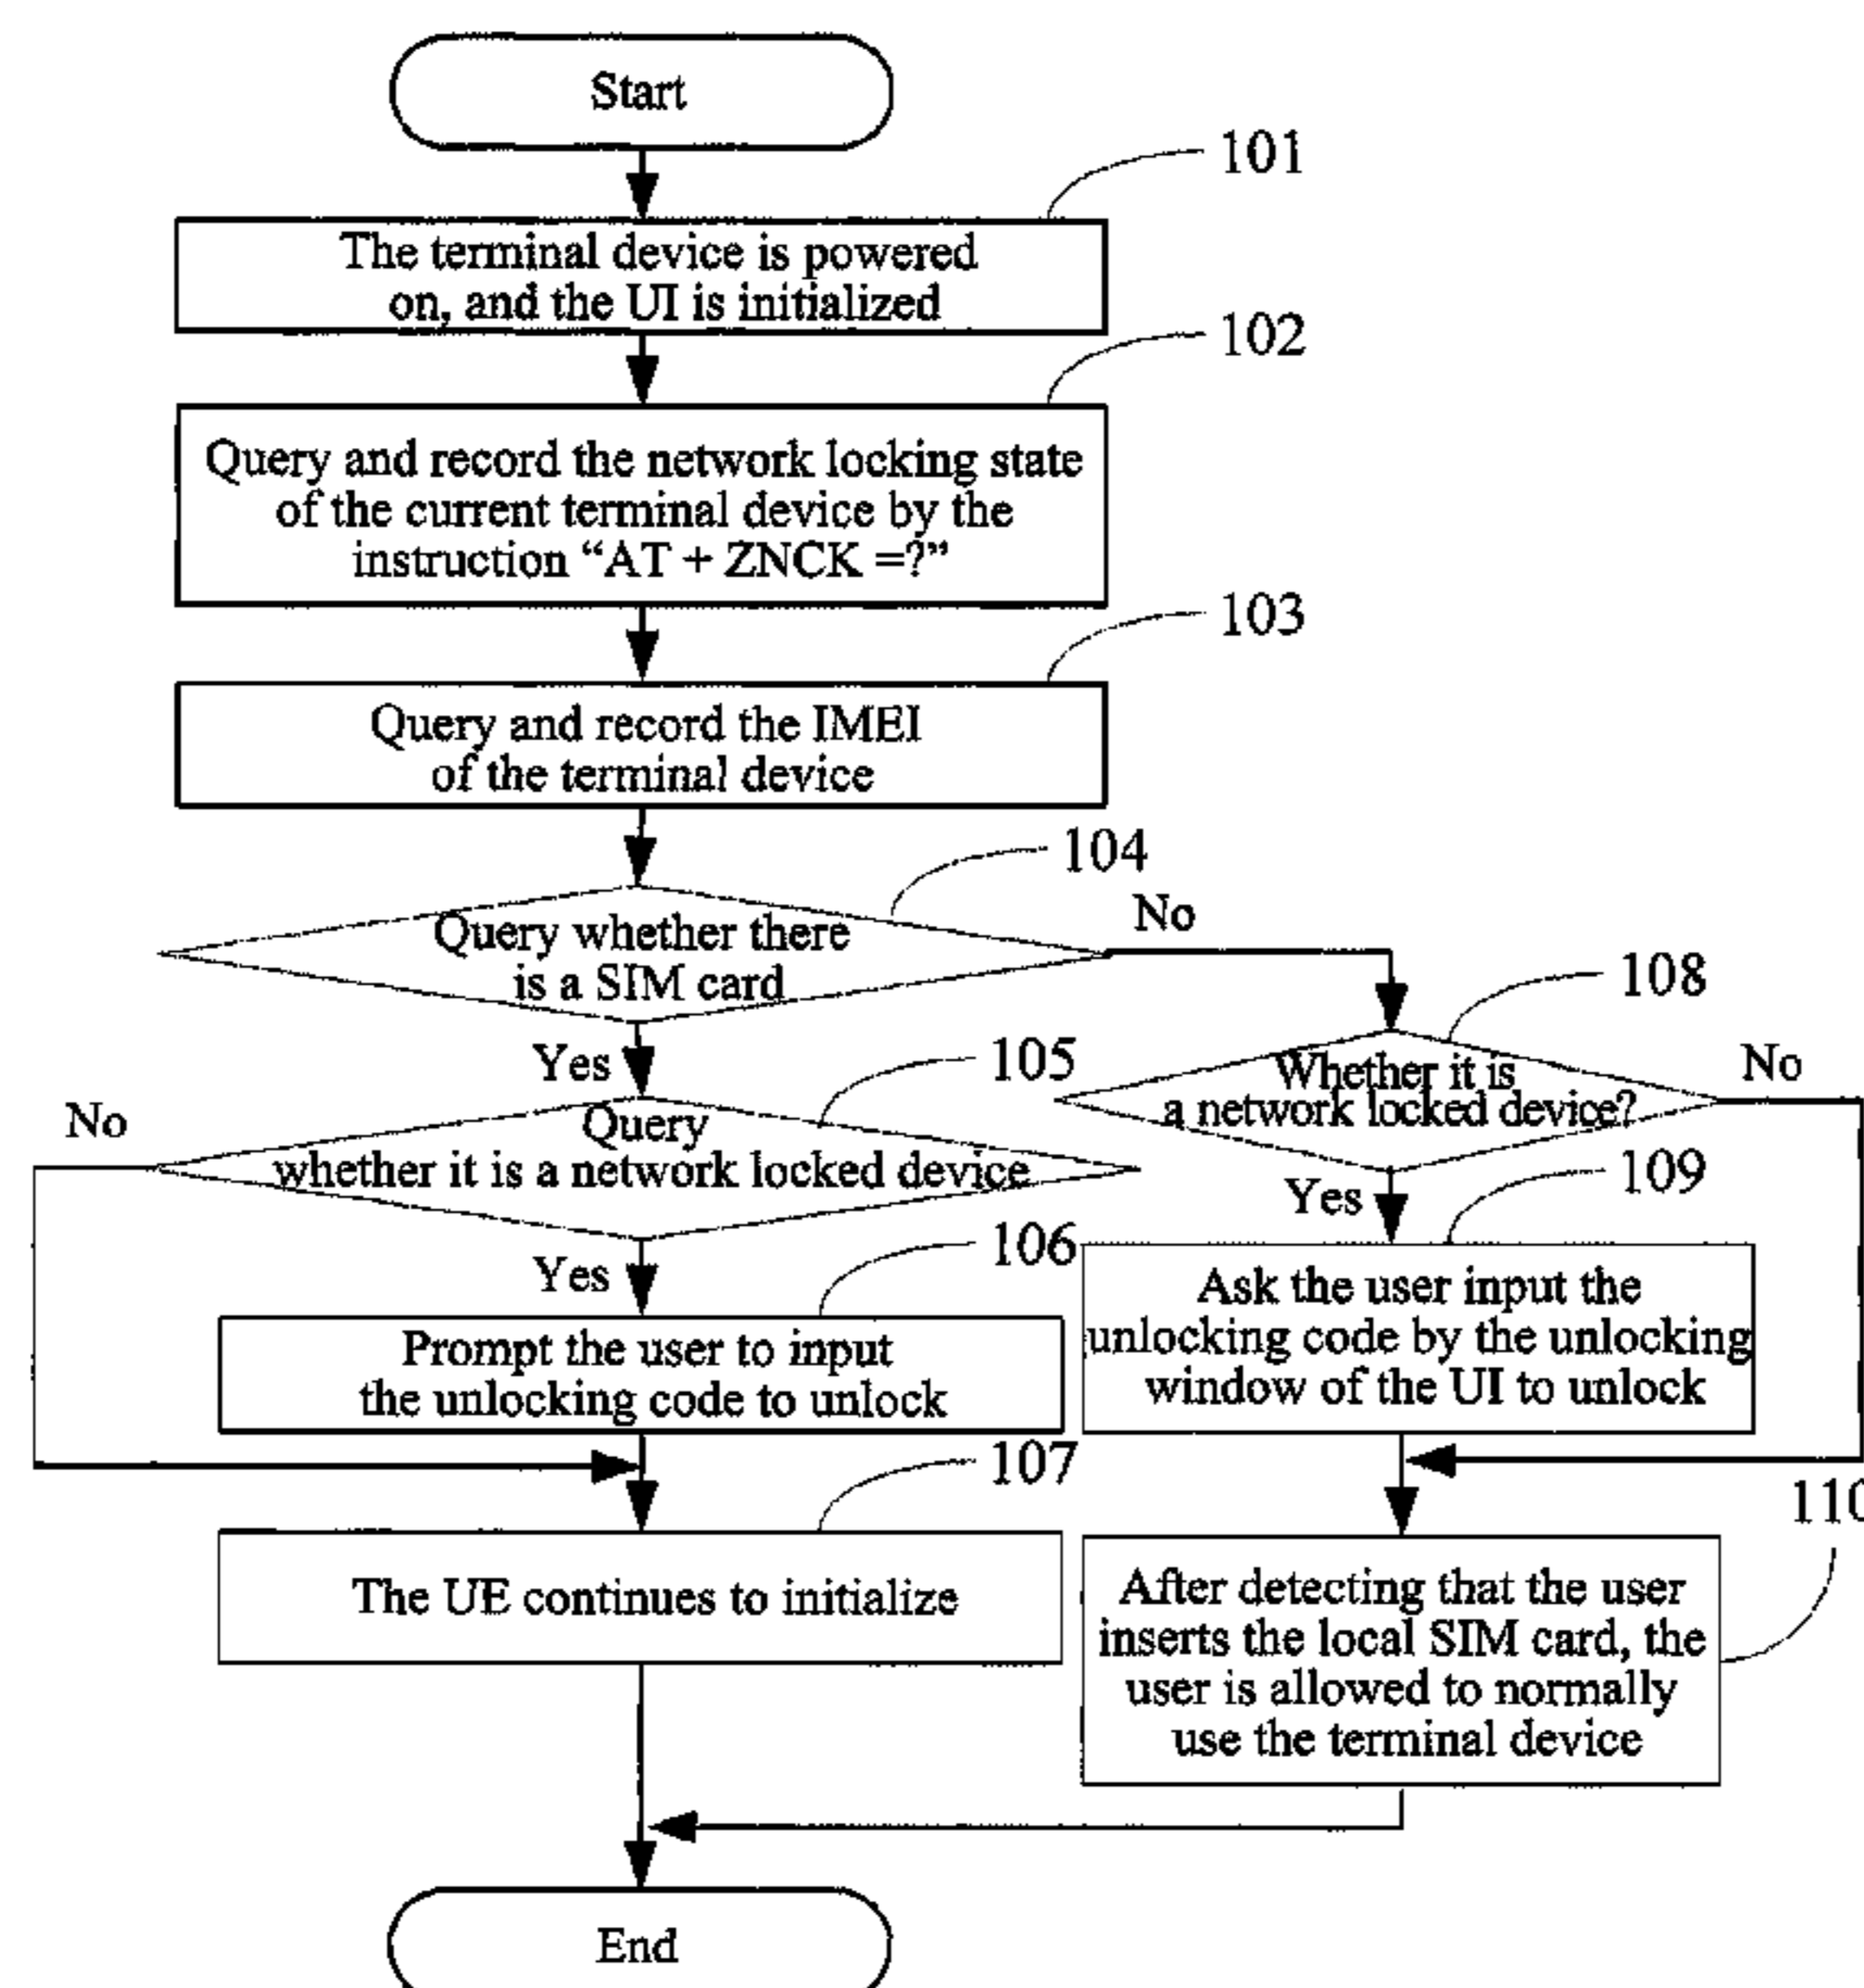 Start
101
The terminal device is powered
on, and the UI is initialized
102
Query and record the network locking state
of the current terminal device by the
instruction “AT + ZNCK =?”
103
Query and record the IMEI
of the terminal device
104
Query whether there
is a SIM card
No
Yes
105
Query
whether it is a network locked device
No
Yes
106
Prompt the user to input
the unlocking code to unlock
107
The UE continues to initialize
108
Whether it is
a network locked device?
No
Yes
109
Ask the user input the
unlocking code by the unlocking
window of the UI to unlock
110
After detecting that the user
inserts the local SIM card, the
user is allowed to normally
use the terminal device
End